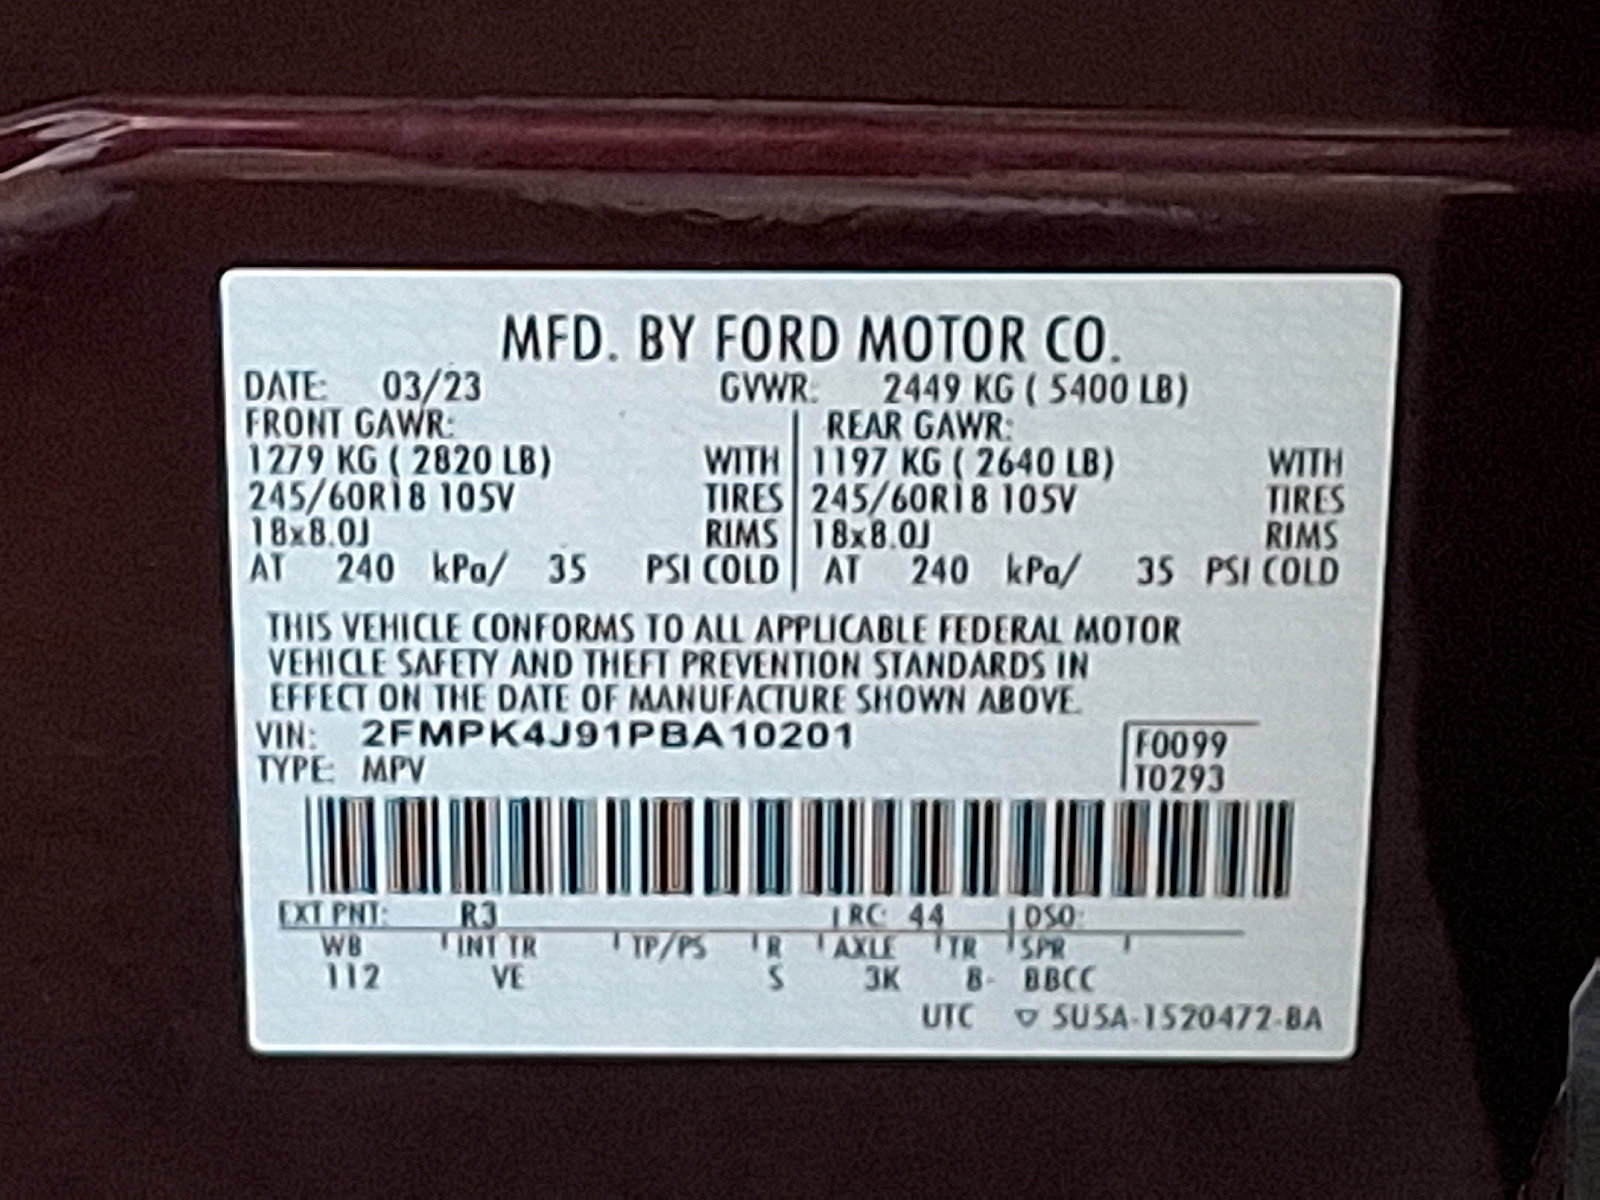 MFD. BY FORD MOTOR CO.
DATE: 03/23 GVWR: 2449 KG ( 5400 LB)
FRONT GAWR: REAR GAWR:
1279 KG ( 2820 LB) WITH 1197 KG ( 2640 LB) WITH
245/60R18 105V TIRES 245/60R18 105V TIRES
18x8.0J RIMS 18x8.0J RIMS
AT 240 kPa/ 35 PSI COLD AT 240 kPa/ 35 PSI COLD
THIS VEHICLE CONFORMS TO ALL APPLICABLE FEDERAL MOTOR
VEHICLE SAFETY AND THEFT PREVENTION STANDARDS IN
EFFECT ON THE DATE OF MANUFACTURE SHOWN ABOVE.
VIN: 2FMPK4J91PBA10201 F0099
TYPE: MPV T0293
EXT PNT: R3 RC: 44 DSO:
WB INT TR TP/PS R AXLE TR SPR
112 VE S 3K 8- BBCC
UTC ▽ 5U5A-1520472-BA